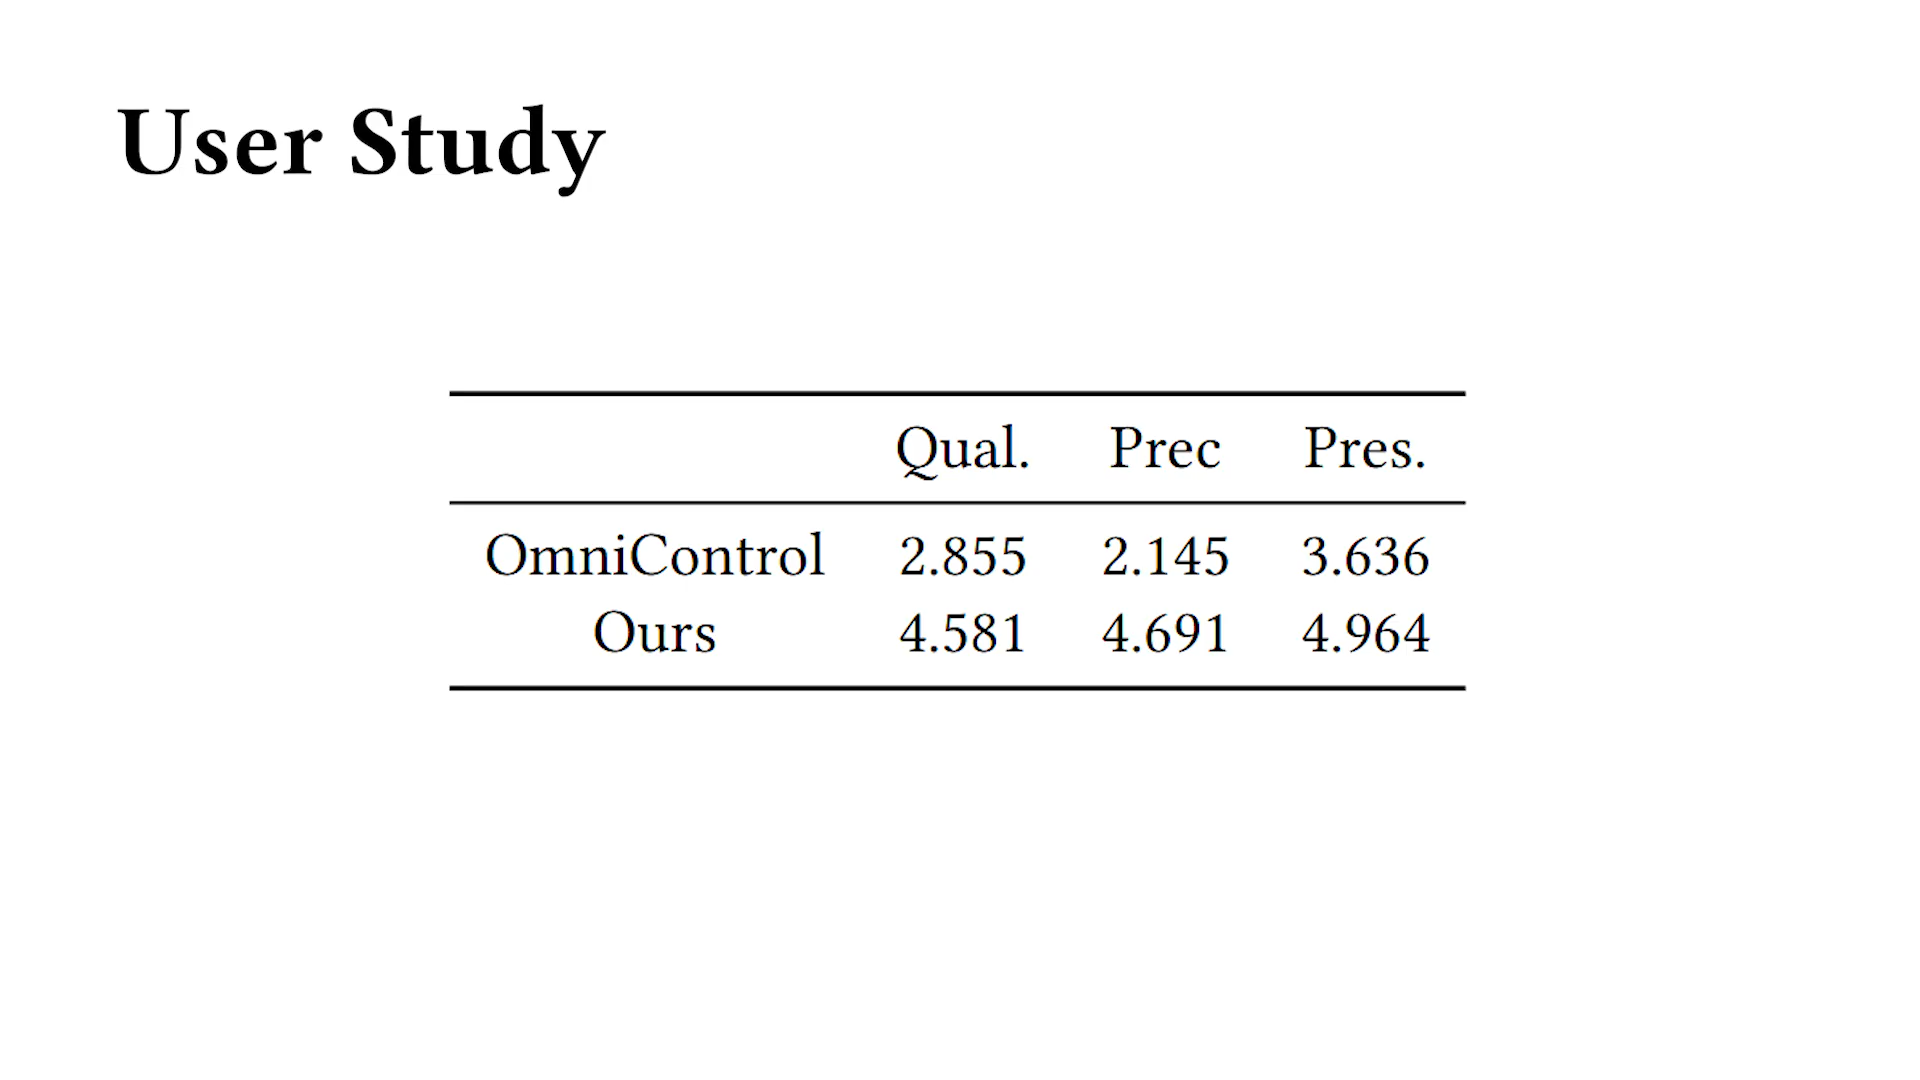 User Study
Qual. Prec Pres.
OmniControl 2.855 2.145 3.636
Ours 4.581 4.691 4.964